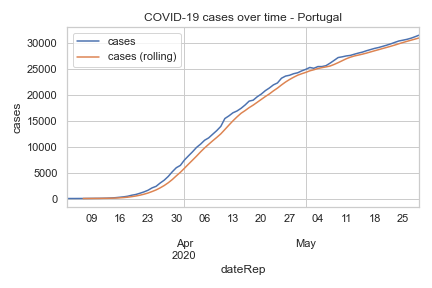 COVID-19 cases over time - Portugal
cases
cases (rolling)
30000
25000
20000
15000
10000
5000
0
cases
09 16 23 30 06 13 20 27 04 11 18 25
Apr May
2020
dateRep